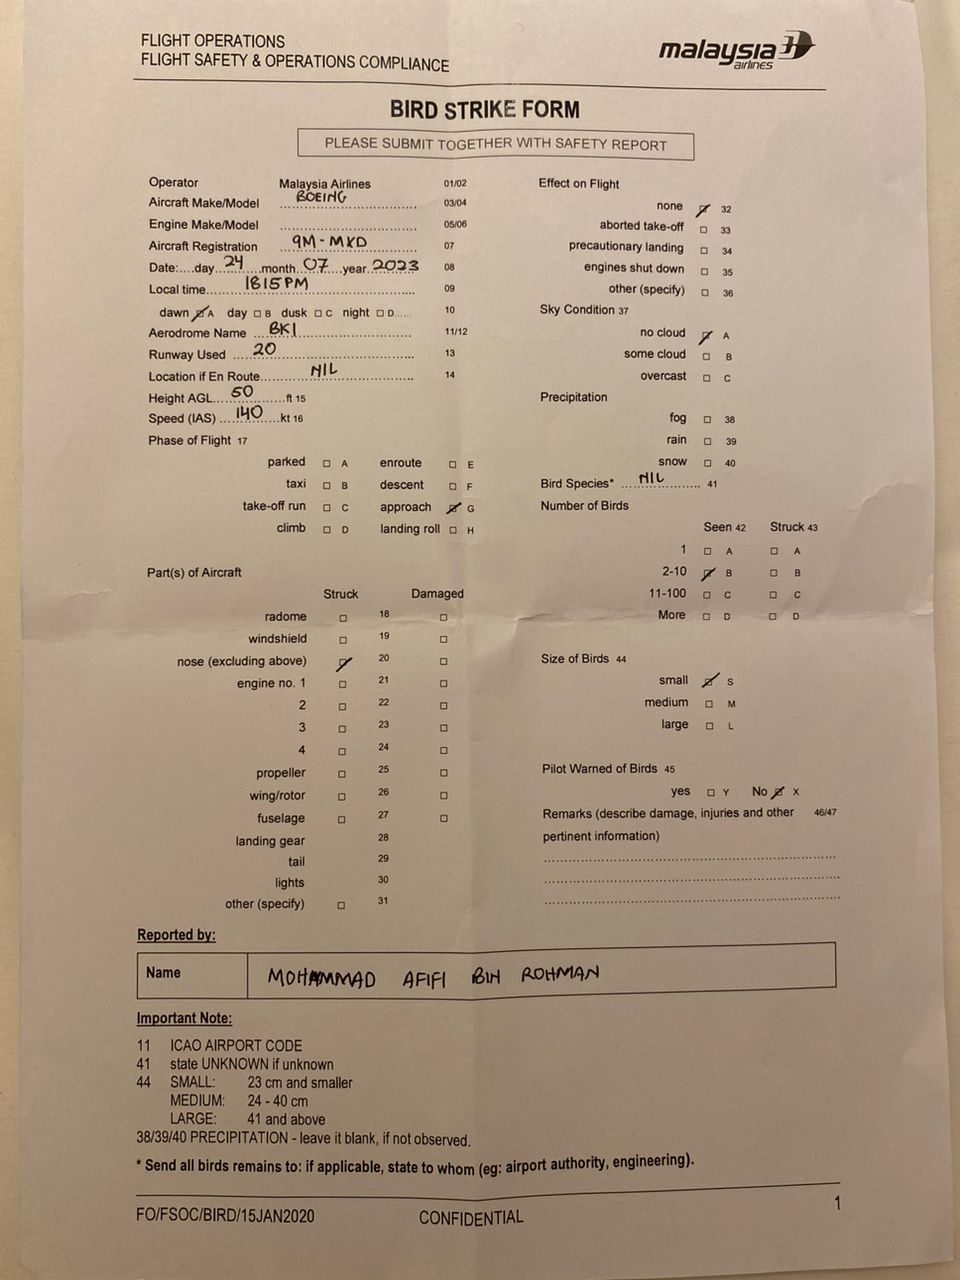 FLIGHT OPERATIONS
FLIGHT SAFETY & OPERATIONS COMPLIANCE
malaysia airlines
BIRD STRIKE FORM
PLEASE SUBMIT TOGETHER WITH SAFETY REPORT
Operator Malaysia Airlines 01/02
Aircraft Make/Model BOEING 03/04
Engine Make/Model .......... 05/06
Aircraft Registration 9M-MXD 07
Date:....day 24 month 07 year 2023 08
Local time 1815PM 09
dawn ☑ A day ☐ B dusk ☐ C night ☐ D 10
Aerodrome Name BKI 11/12
Runway Used 20 13
Location if En Route NIL 14
Height AGL 50 ft 15
Speed (IAS) 140 kt 16
Phase of Flight 17
parked ☐ A enroute ☐ E
taxi ☐ B descent ☐ F
take-off run ☐ C approach ☑ G
climb ☐ D landing roll ☐ H
Part(s) of Aircraft
Struck Damaged
radome ☐ 18 ☐
windshield ☐ 19 ☐
nose (excluding above) ☑ 20 ☐
engine no. 1 ☐ 21 ☐
2 ☐ 22 ☐
3 ☐ 23 ☐
4 ☐ 24 ☐
propeller ☐ 25 ☐
wing/rotor ☐ 26 ☐
fuselage ☐ 27 ☐
landing gear 28
tail 29
lights 30
other (specify) ☐ 31
Effect on Flight
none ☑ 32
aborted take-off ☐ 33
precautionary landing ☐ 34
engines shut down ☐ 35
other (specify) ☐ 36
Sky Condition 37
no cloud ☑ A
some cloud ☐ B
overcast ☐ C
Precipitation
fog ☐ 38
rain ☐ 39
snow ☐ 40
Bird Species* NIL 41
Number of Birds
Seen 42 Struck 43
1 ☐ A ☐ A
2-10 ☑ B ☐ B
11-100 ☐ C ☐ C
More ☐ D ☐ D
Size of Birds 44
small ☑ S
medium ☐ M
large ☐ L
Pilot Warned of Birds 45
yes ☐ Y No ☑ X
Remarks (describe damage, injuries and other 46/47
pertinent information)
Reported by:
Name MOHAMMAD AFIFI BIN ROHMAN
Important Note:
11 ICAO AIRPORT CODE
41 state UNKNOWN if unknown
44 SMALL: 23 cm and smaller
MEDIUM: 24 - 40 cm
LARGE: 41 and above
38/39/40 PRECIPITATION - leave it blank, if not observed.
* Send all birds remains to: if applicable, state to whom (eg: airport authority, engineering).
FO/FSOC/BIRD/15JAN2020 CONFIDENTIAL 1